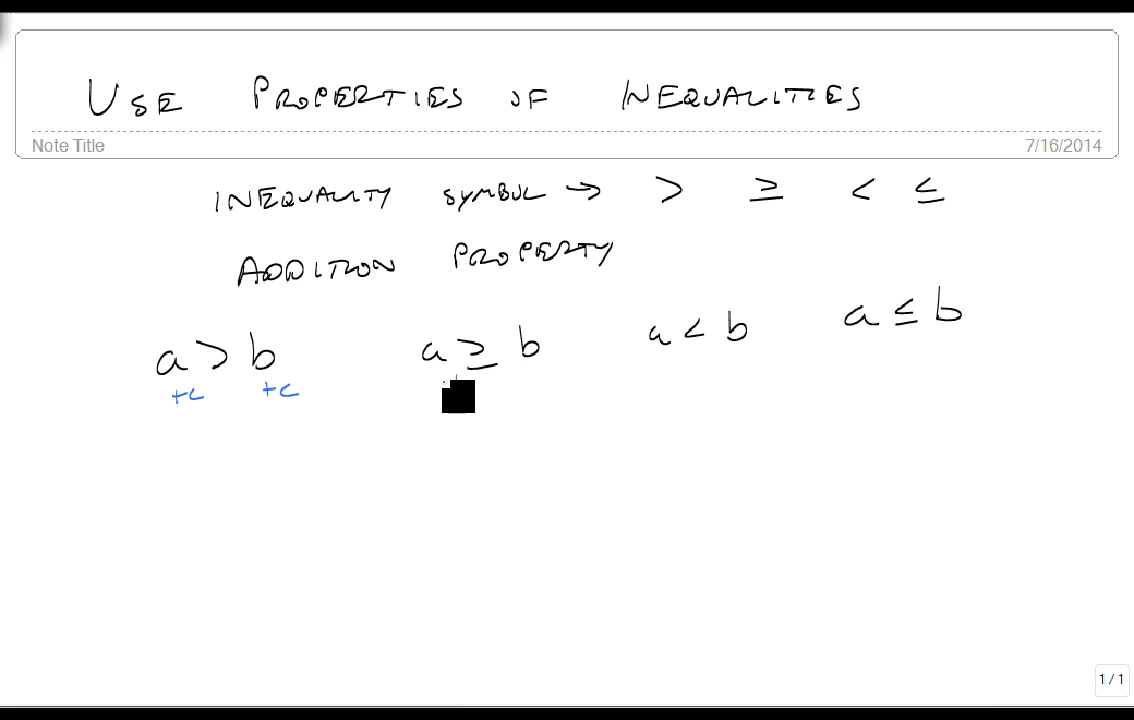 USE PROPERTIES OF INEQUALITIES
Note Title 7/16/2014
INEQUALITY SYMBOL → > ≥ < ≤
ADDITION PROPERTY
a > b a ≥ b a < b a ≤ b
+c +c
1 / 1